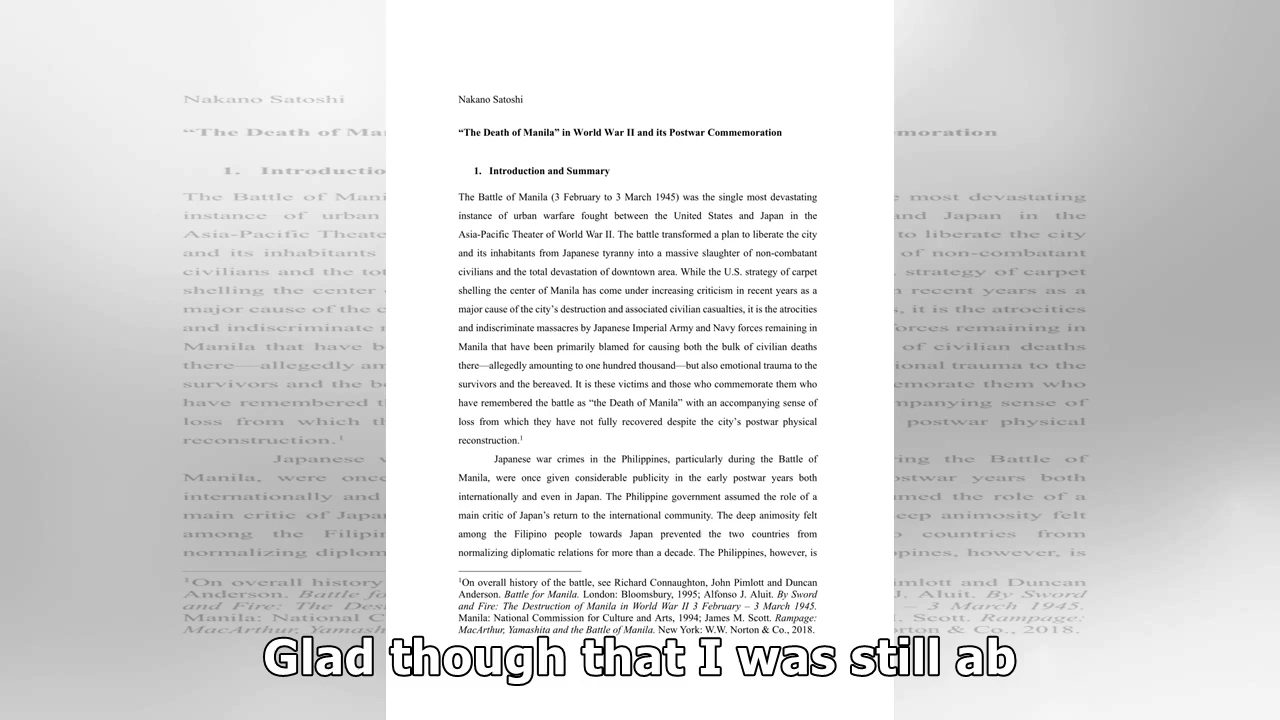 Nakano Satoshi
“The Death of Manila” in World War II and its Postwar Commemoration
1. Introduction and Summary
The Battle of Manila (3 February to 3 March 1945) was the single most devastating
instance of urban warfare fought between the United States and Japan in the
Asia-Pacific Theater of World War II. The battle transformed a plan to liberate the city
and its inhabitants from Japanese tyranny into a massive slaughter of non-combatant
civilians and the total devastation of downtown area. While the U.S. strategy of carpet
shelling the center of Manila has come under increasing criticism in recent years as a
major cause of the city’s destruction and associated civilian casualties, it is the atrocities
and indiscriminate massacres by Japanese Imperial Army and Navy forces remaining in
Manila that have been primarily blamed for causing both the bulk of civilian deaths
there—allegedly amounting to one hundred thousand—but also emotional trauma to the
survivors and the bereaved. It is these victims and those who commemorate them who
have remembered the battle as “the Death of Manila” with an accompanying sense of
loss from which they have not fully recovered despite the city’s postwar physical
reconstruction.1
Japanese war crimes in the Philippines, particularly during the Battle of
Manila, were once given considerable publicity in the early postwar years both
internationally and even in Japan. The Philippine government assumed the role of a
main critic of Japan’s return to the international community. The deep animosity felt
among the Filipino people towards Japan prevented the two countries from
normalizing diplomatic relations for more than a decade. The Philippines, however, is
1On overall history of the battle, see Richard Connaughton, John Pimlott and Duncan
Anderson. Battle for Manila. London: Bloomsbury, 1995; Alfonso J. Aluit. By Sword
and Fire: The Destruction of Manila in World War II 3 February – 3 March 1945.
Manila: National Commission for Culture and Arts, 1994; James M. Scott. Rampage:
MacArthur, Yamashita and the Battle of Manila. New York: W.W. Norton & Co., 2018.
Glad though that I was still ab